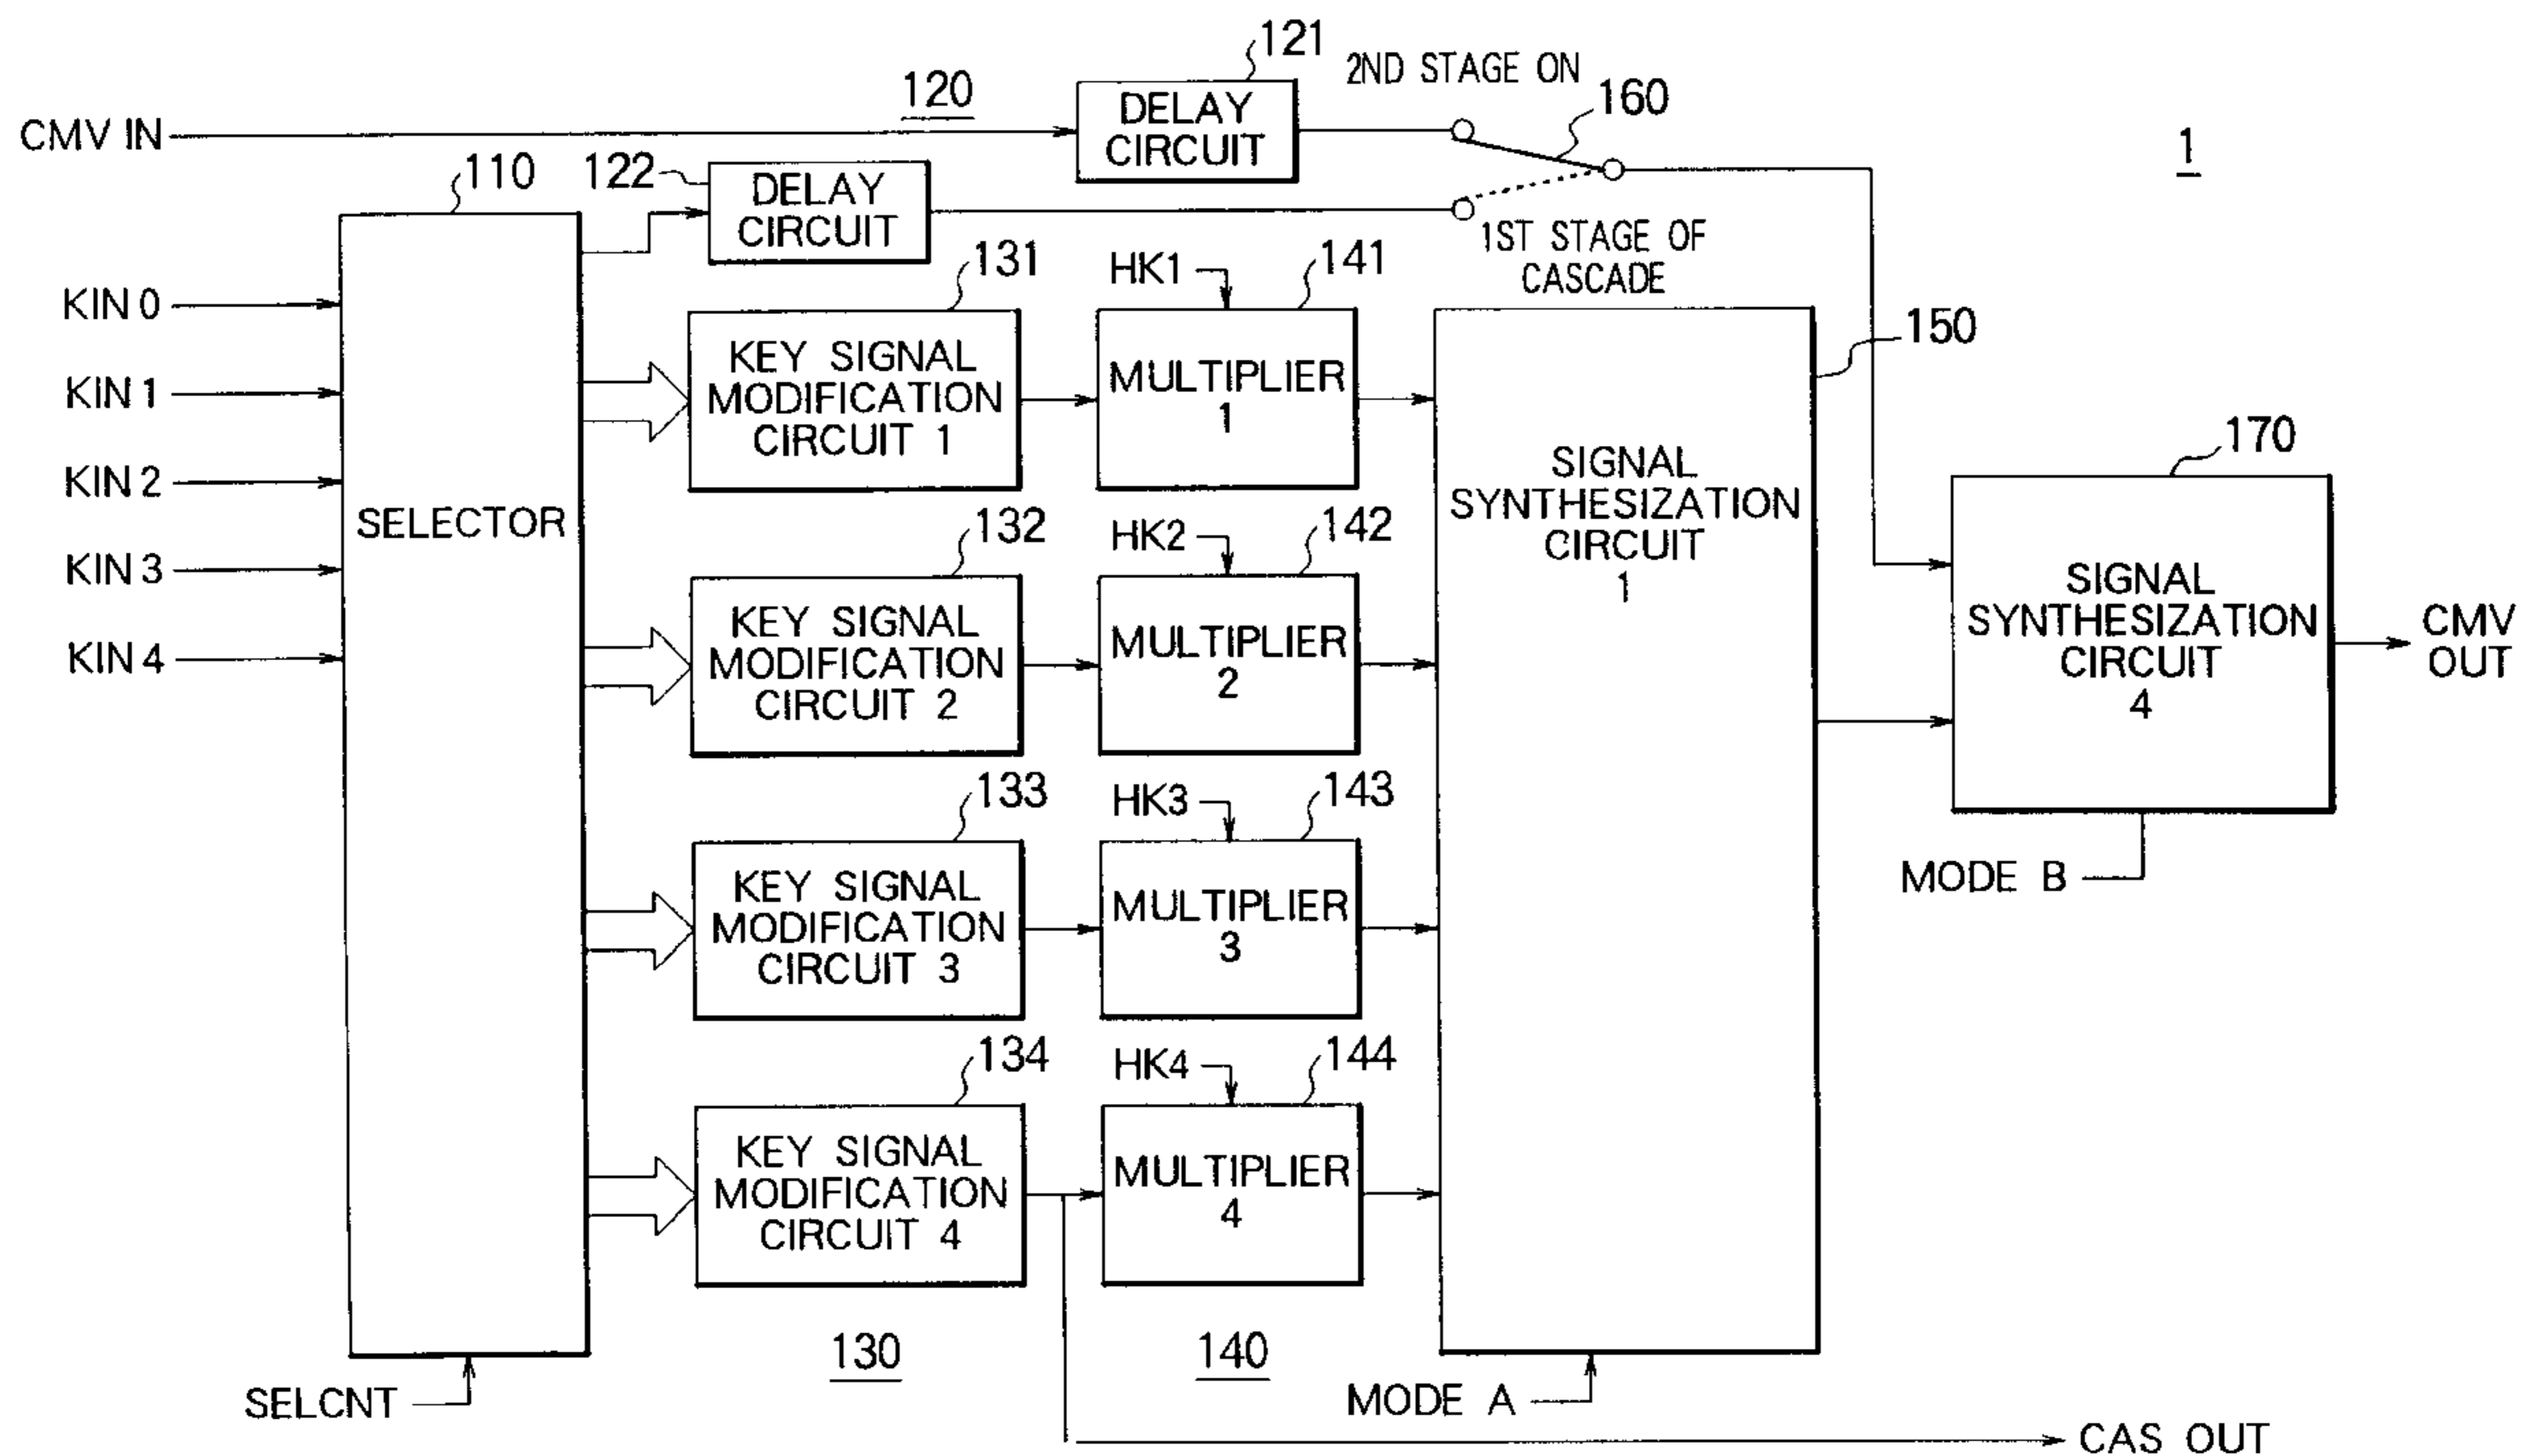 121
2ND STAGE ON
160
120
DELAY
CIRCUIT
CMV IN
1
110
122
DELAY
CIRCUIT
1ST STAGE OF
CASCADE
131
HK1
141
KIN 0
150
KEY SIGNAL
MODIFICATION
CIRCUIT 1
MULTIPLIER
1
KIN 1
170
SIGNAL
SYNTHESIZATION
CIRCUIT
1
KIN 2
SELECTOR
132
HK2
142
KIN 3
SIGNAL
SYNTHESIZATION
CIRCUIT
4
KEY SIGNAL
MODIFICATION
CIRCUIT 2
MULTIPLIER
2
CMV
OUT
KIN 4
133
HK3
143
KEY SIGNAL
MODIFICATION
CIRCUIT 3
MULTIPLIER
3
MODE B
134
HK4
144
KEY SIGNAL
MODIFICATION
CIRCUIT 4
MULTIPLIER
4
130
140
SELCNT
MODE A
CAS OUT